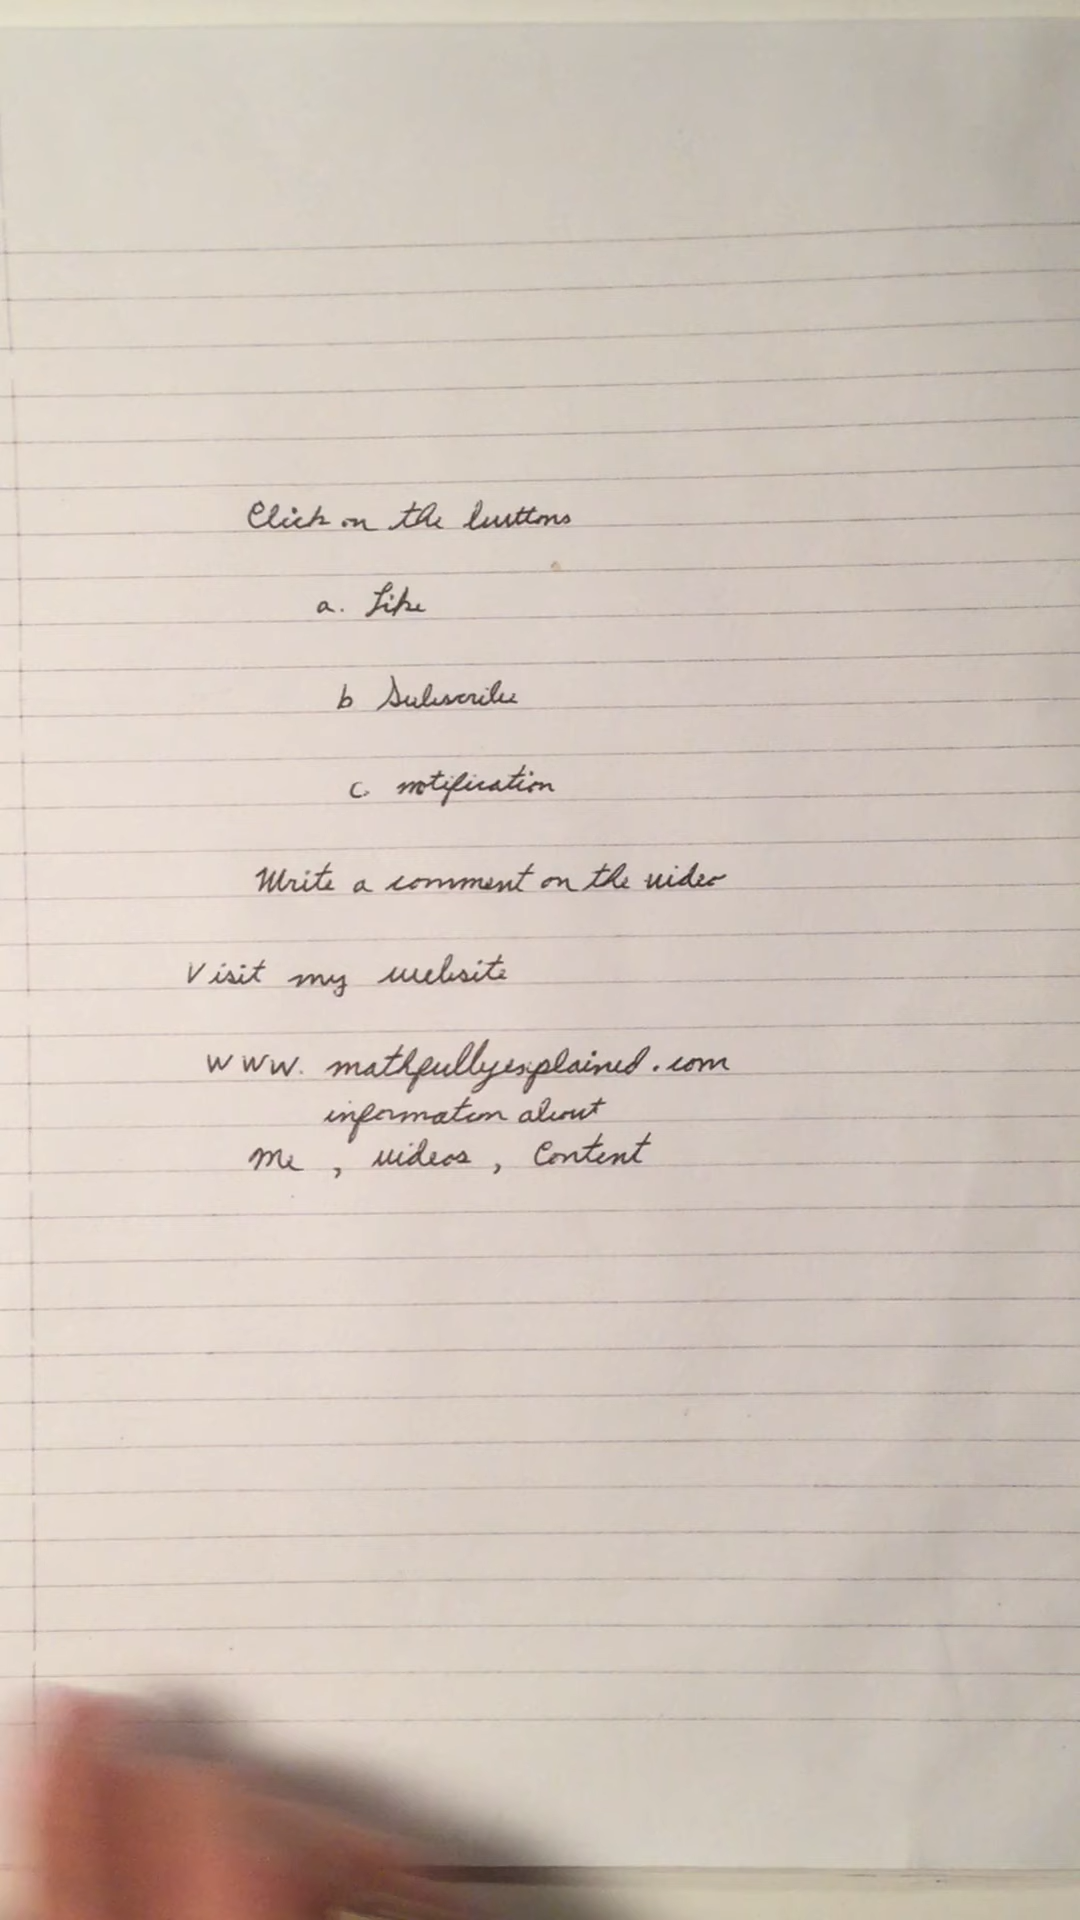 Click on the buttons
a. Like
b Subscribe
c. notification
Write a comment on the video
Visit my website
www. mathfullyexplained.com
information about
me , videos , Content